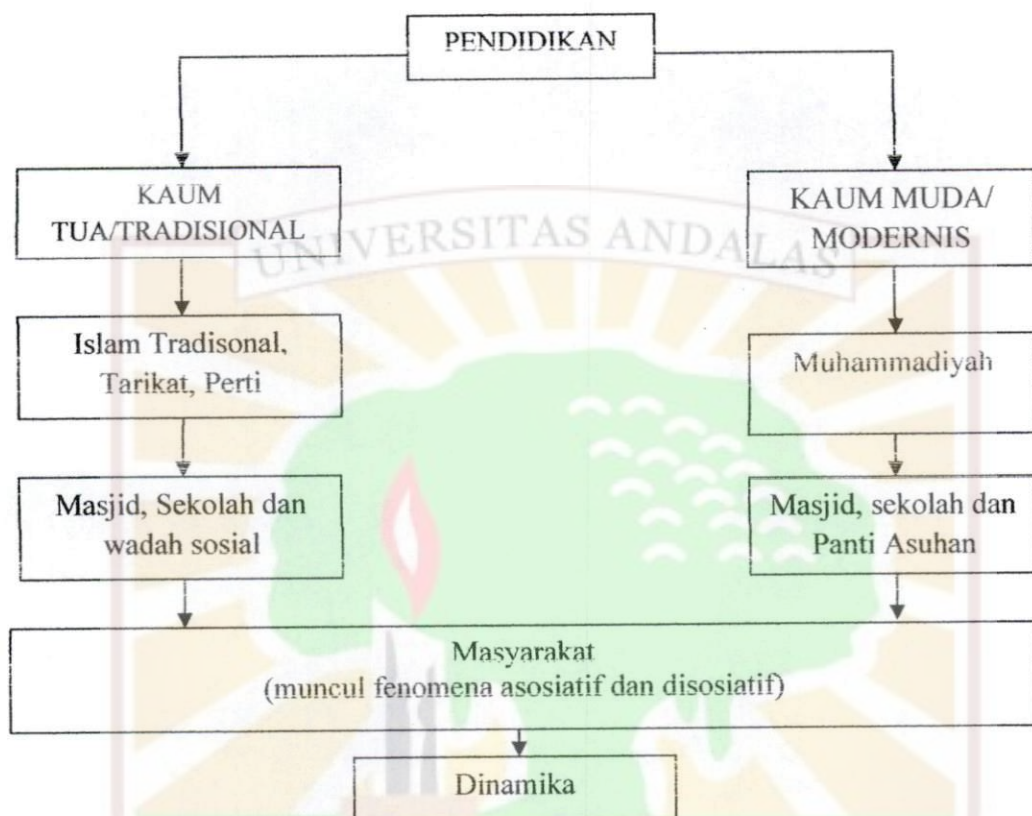 PENDIDIKAN
KAUM
TUA/TRADISIONAL
KAUM MUDA/
MODERNIS
UNIVERSITAS ANDALAS
Islam Tradisonal,
Tarikat, Perti
Muhammadiyah
Masjid, Sekolah dan
wadah sosial
Masjid, sekolah dan
Panti Asuhan
Masyarakat
(muncul fenomena asosiatif dan disosiatif)
Dinamika